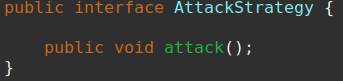 public interface AttackStrategy {
public void attack();
}